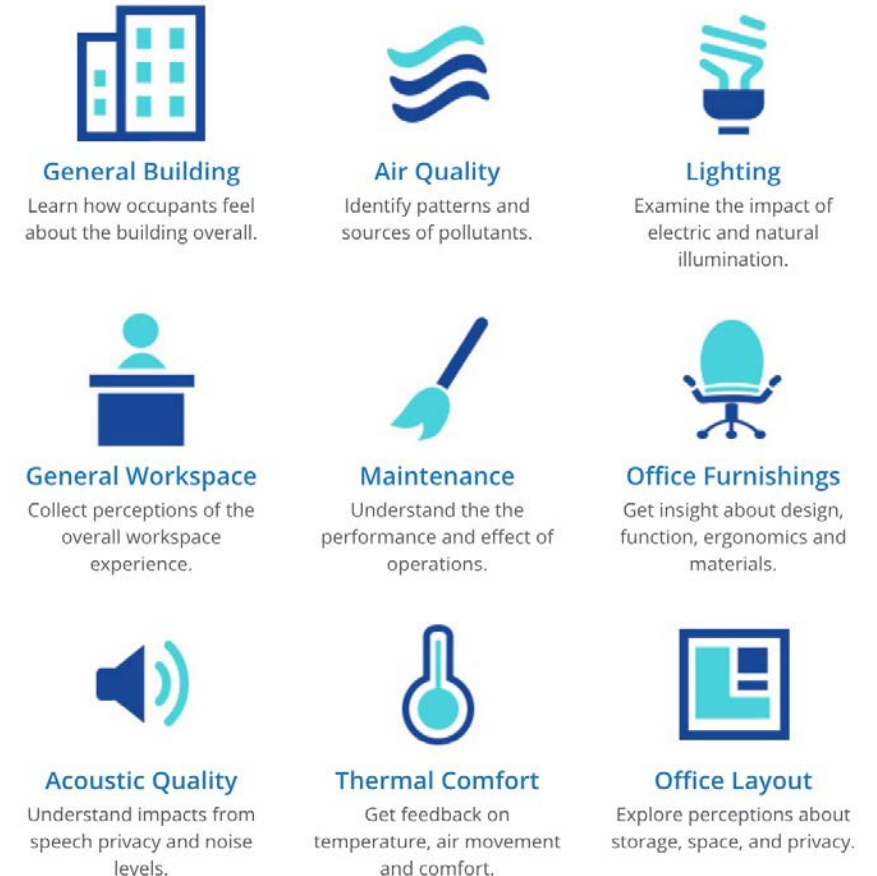 General Building
Learn how occupants feel
about the building overall.
Air Quality
Identify patterns and
sources of pollutants.
Lighting
Examine the impact of
electric and natural
illumination.
General Workspace
Collect perceptions of the
overall workspace
experience.
Maintenance
Understand the the
performance and effect of
operations.
Office Furnishings
Get insight about design,
function, ergonomics and
materials.
Acoustic Quality
Understand impacts from
speech privacy and noise
levels.
Thermal Comfort
Get feedback on
temperature, air movement
and comfort.
Office Layout
Explore perceptions about
storage, space, and privacy.